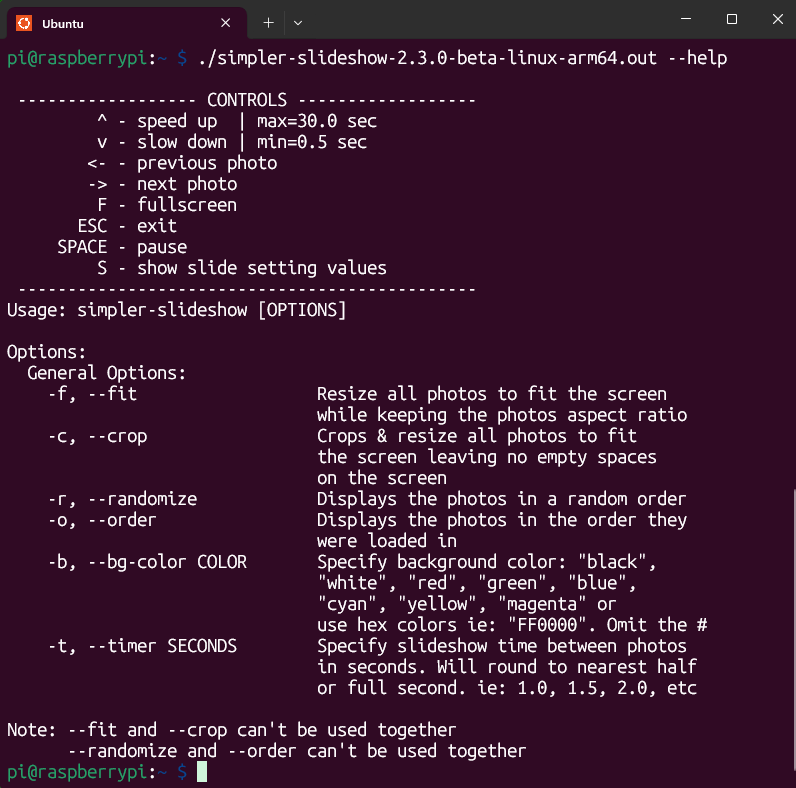 Ubuntu
pi@raspberrypi:~ $ ./simpler-slideshow-2.3.0-beta-linux-arm64.out --help
------------------ CONTROLS ------------------
^ - speed up | max=30.0 sec
v - slow down | min=0.5 sec
<- - previous photo
-> - next photo
F - fullscreen
ESC - exit
SPACE - pause
S - show slide setting values
----------------------------------------------
Usage: simpler-slideshow [OPTIONS]
Options:
General Options:
-f, --fit Resize all photos to fit the screen
while keeping the photos aspect ratio
-c, --crop Crops & resize all photos to fit
the screen leaving no empty spaces
on the screen
-r, --randomize Displays the photos in a random order
-o, --order Displays the photos in the order they
were loaded in
-b, --bg-color COLOR Specify background color: "black",
"white", "red", "green", "blue",
"cyan", "yellow", "magenta" or
use hex colors ie: "FF0000". Omit the #
-t, --timer SECONDS Specify slideshow time between photos
in seconds. Will round to nearest half
or full second. ie: 1.0, 1.5, 2.0, etc
Note: --fit and --crop can't be used together
--randomize and --order can't be used together
pi@raspberrypi:~ $